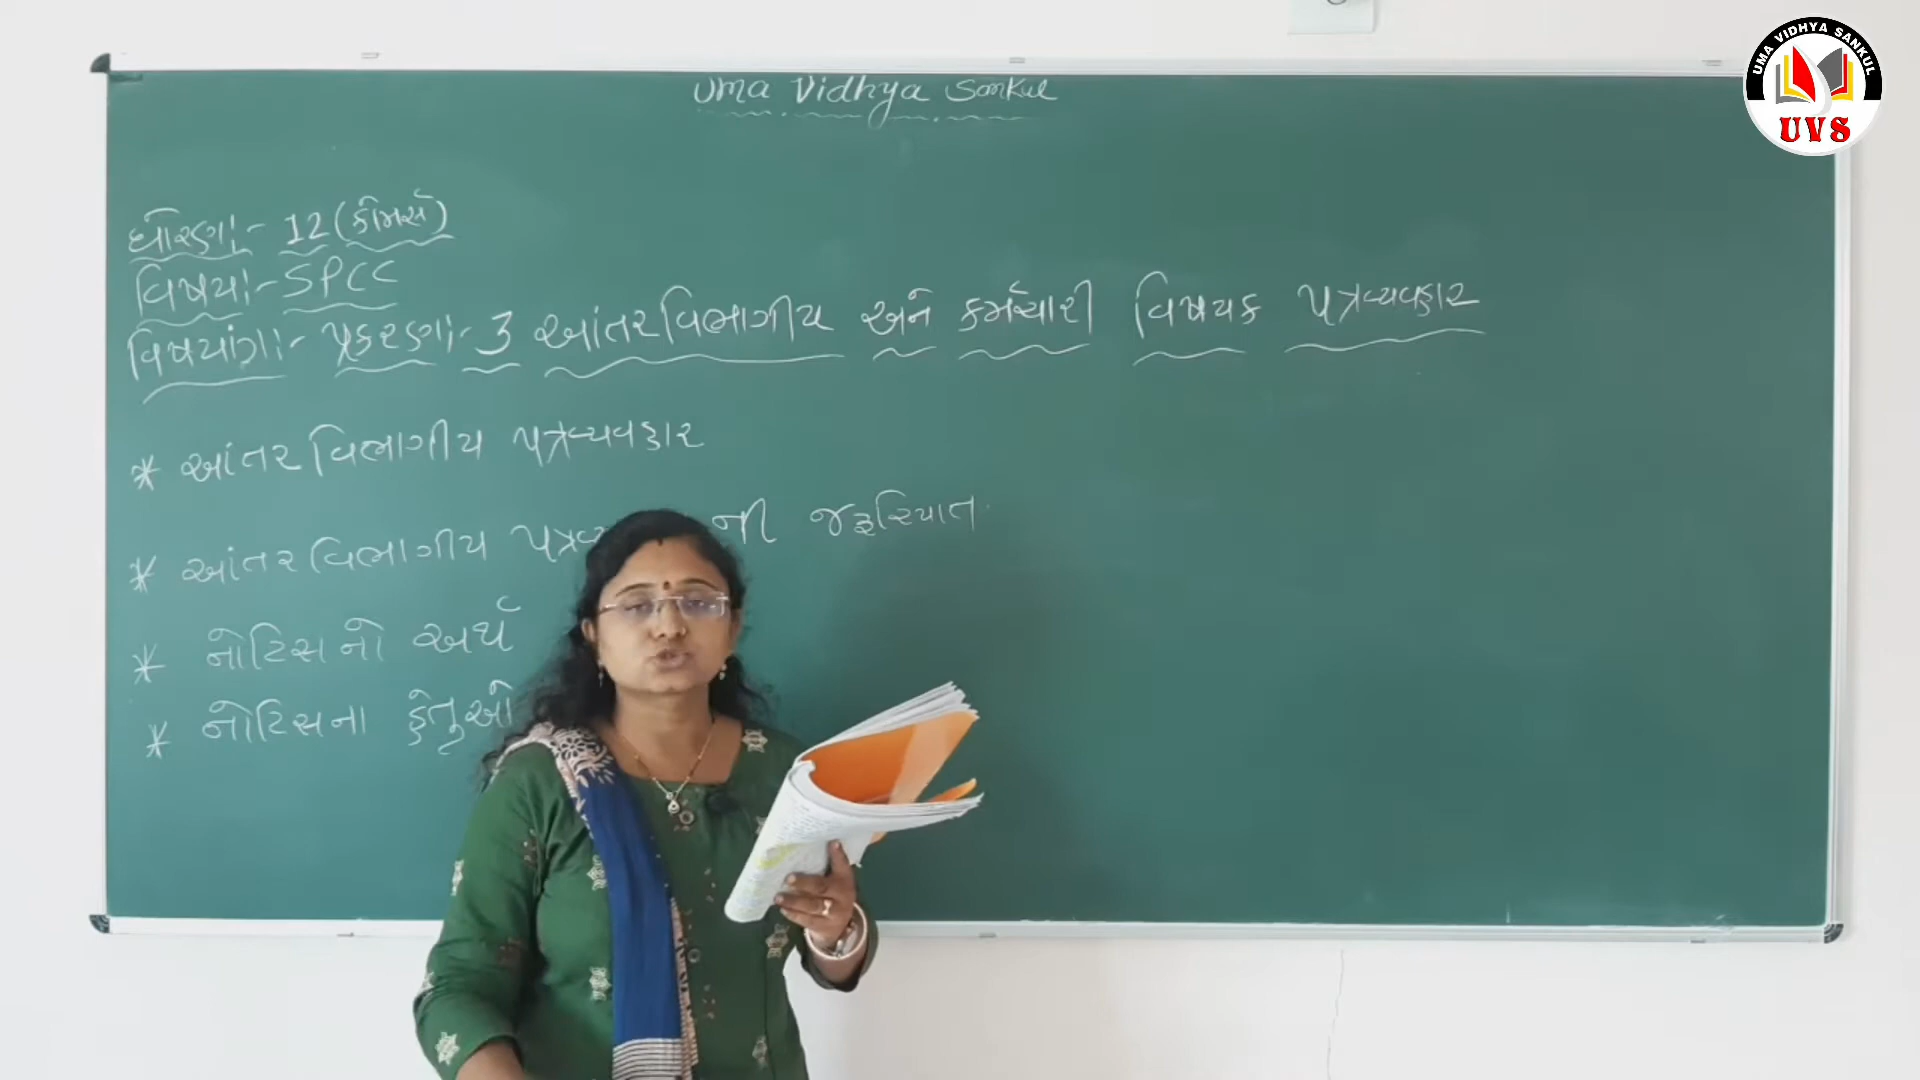 Uma Vidhya Sankul
UMA VIDHYA SANKUL
UVS
ધોરણઃ- 12 (કોમર્સ)
વિષયઃ- SPCC
વિષયાંગઃ- પ્રકરણઃ- 3 આંતરવિભાગીય અને કર્મચારી વિષયક પત્રવ્યવહાર
* આંતરવિભાગીય પત્રવ્યવહાર
* આંતરવિભાગીય ની જરૂરિયાત
* નોટિસનો અર્થ
* નોટિસના હેતુઓ